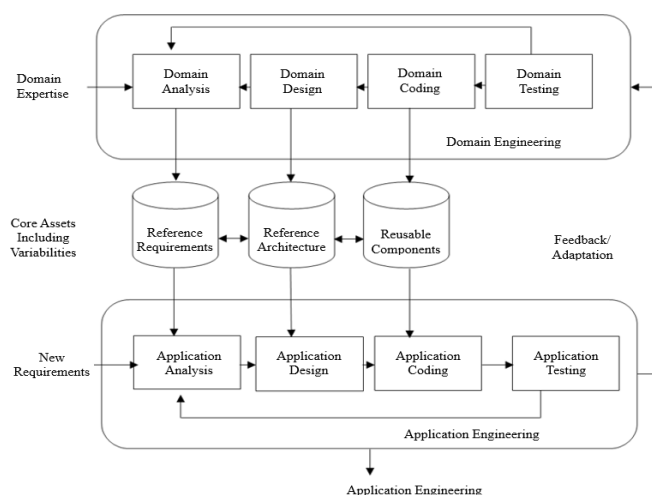 Domain
Expertise
Domain
Analysis
Domain
Design
Domain
Coding
Domain
Testing
Domain Engineering
Core Assets
Including
Variabilities
Reference
Requirements
Reference
Architecture
Reusable
Components
Feedback/
Adaptation
New
Requirements
Application
Analysis
Application
Design
Application
Coding
Application
Testing
Application Engineering
Application Engineering